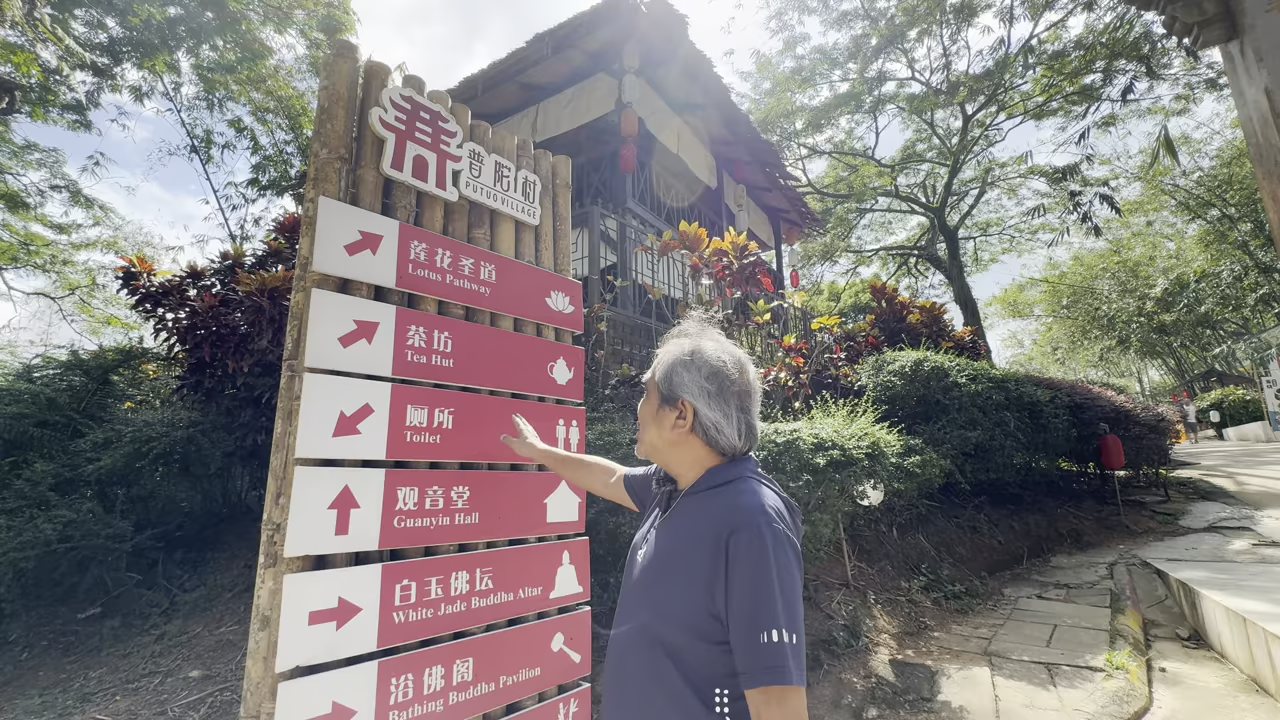 普陀村
PUTUO VILLAGE
莲花圣道
Lotus Pathway
茶坊
Tea Hut
厕所
Toilet
观音堂
Guanyin Hall
白玉佛坛
White Jade Buddha Altar
浴佛阁
Bathing Buddha Pavilion